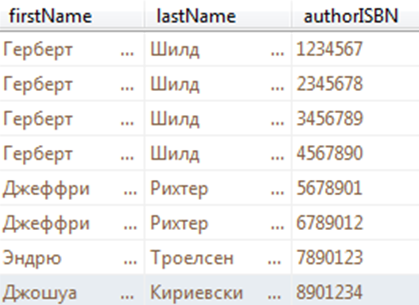 firstName lastName authorISBN
Герберт ... Шилд ... 1234567
Герберт ... Шилд ... 2345678
Герберт ... Шилд ... 3456789
Герберт ... Шилд ... 4567890
Джеффри ... Рихтер ... 5678901
Джеффри ... Рихтер ... 6789012
Эндрю ... Троелсен ... 7890123
Джошуа ... Кириевски ... 8901234